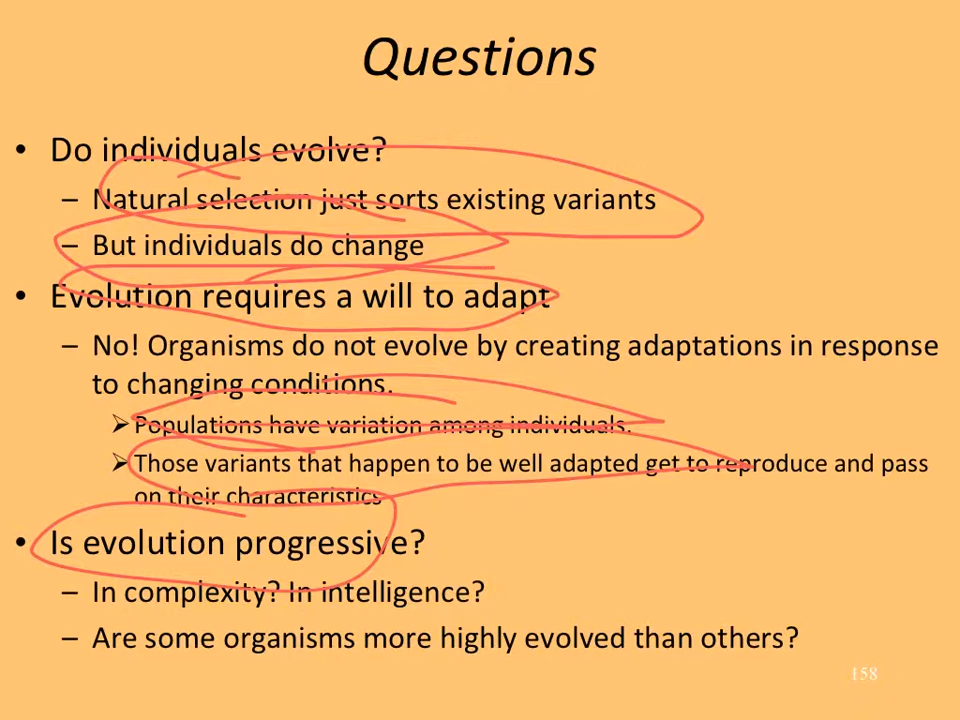 Questions
• Do individuals evolve?
– Natural selection just sorts existing variants
– But individuals do change
• Evolution requires a will to adapt
– No! Organisms do not evolve by creating adaptations in response
to changing conditions.
➢ Populations have variation among individuals.
➢ Those variants that happen to be well adapted get to reproduce and pass
on their characteristics
• Is evolution progressive?
– In complexity? In intelligence?
– Are some organisms more highly evolved than others?
158